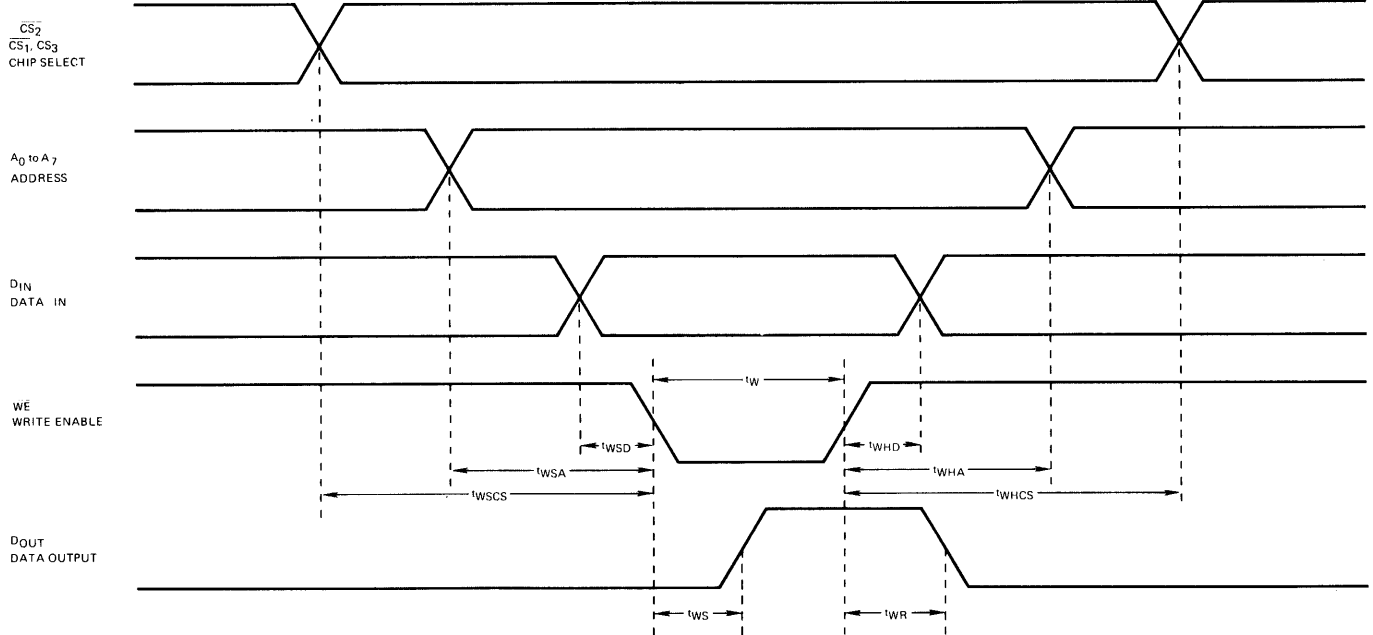 CS2
CS1, CS3
CHIP SELECT
A0 to A7
ADDRESS
DIN
DATA IN
tW
WE
WRITE ENABLE
tWSD
tWHD
tWSA
tWHA
tWSCS
tWHCS
DOUT
DATA OUTPUT
tWS
tWR